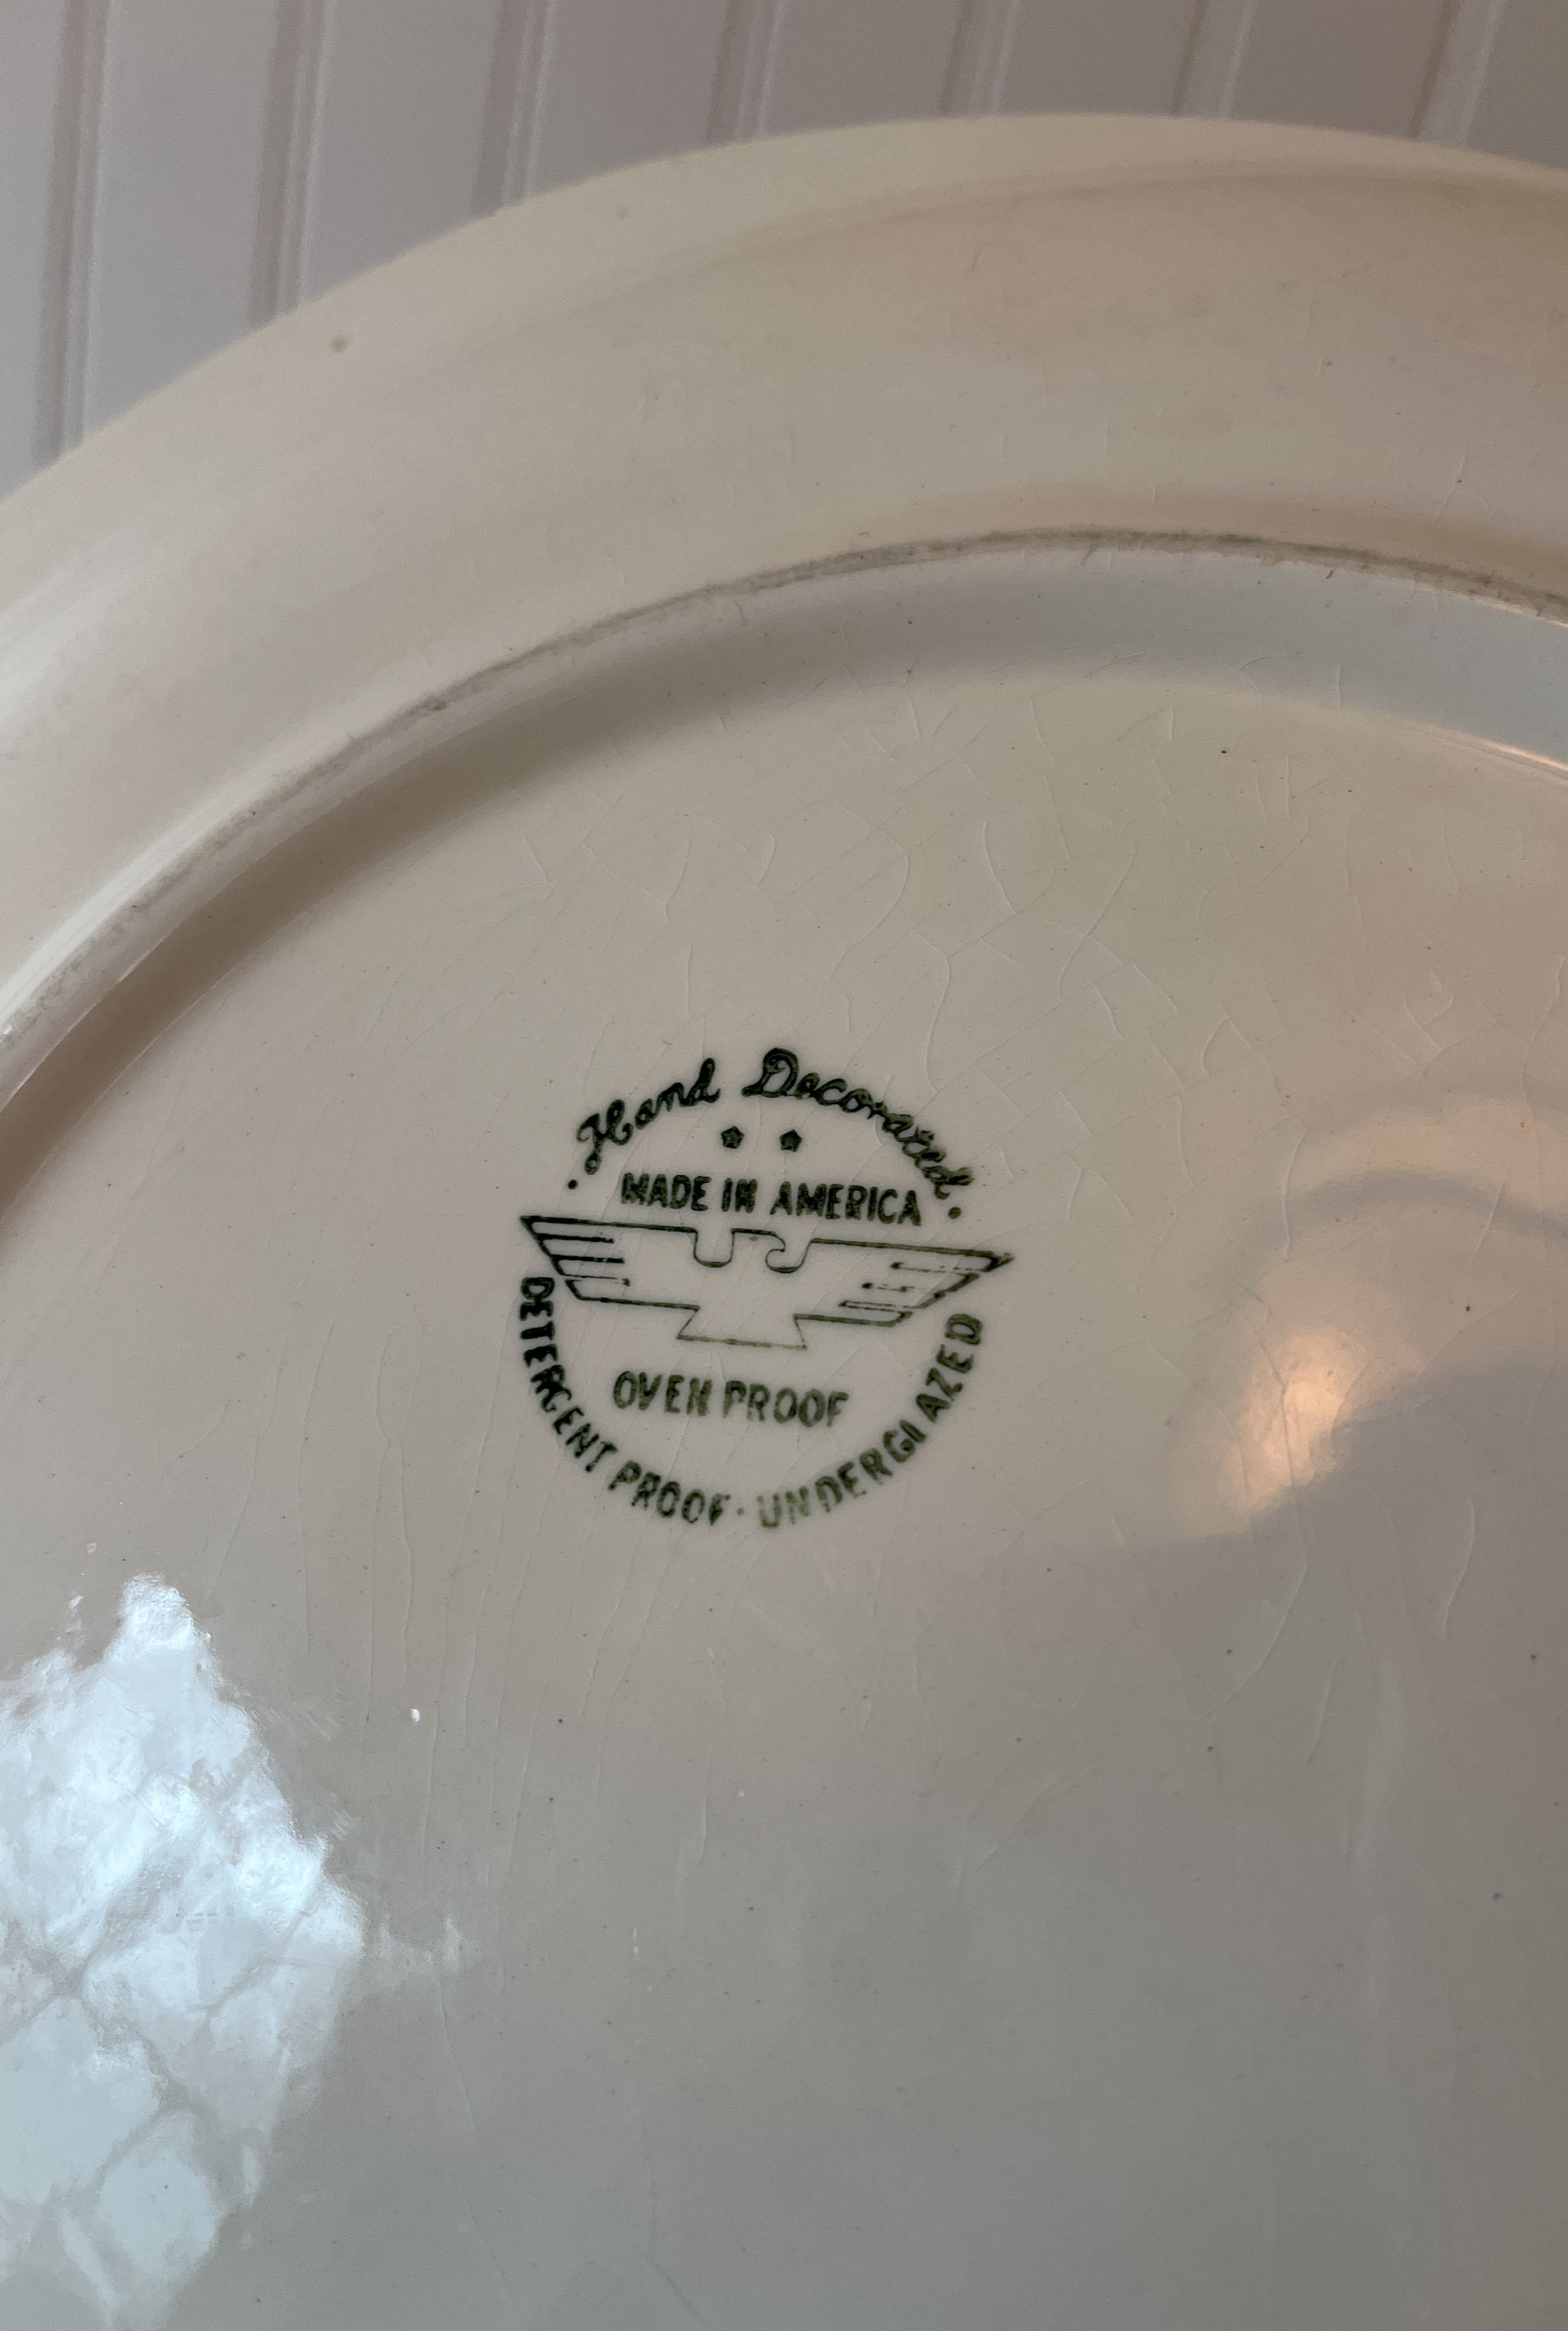 Hand Decorated
MADE IN AMERICA
OVEN PROOF
DETERGENT PROOF · UNDERGLAZED